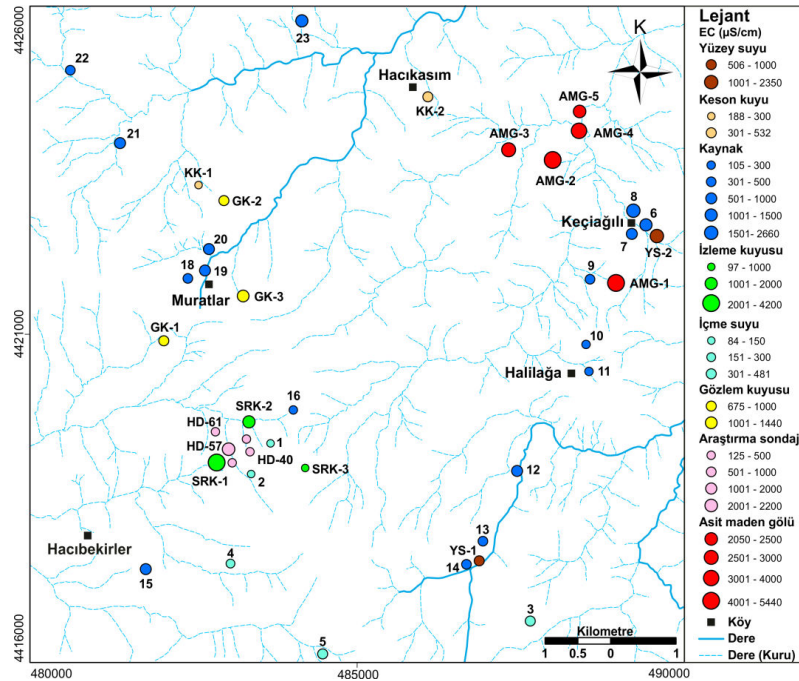 4426000
4421000
4416000
480000
485000
490000
K
22
23
Hacıkasım
KK-2
AMG-5
AMG-4
AMG-3
AMG-2
21
KK-1
GK-2
8
Keçiağılı
6
7
YS-2
20
18
19
Muratlar
GK-3
9
AMG-1
GK-1
10
Halilağa
11
16
SRK-2
HD-61
1
HD-57
HD-40
SRK-1
2
SRK-3
12
Hacıbekirler
4
15
13
YS-1
14
3
5
Kilometre
1 0.5 0 1
Lejant
EC (µS/cm)
Yüzey suyu
506 - 1000
1001 - 2350
Keson kuyu
188 - 300
301 - 532
Kaynak
105 - 300
301 - 500
501 - 1000
1001 - 1500
1501- 2660
İzleme kuyusu
97 - 1000
1001 - 2000
2001 - 4200
İçme suyu
84 - 150
151 - 300
301 - 481
Gözlem kuyusu
675 - 1000
1001 - 1440
Araştırma sondajı
125 - 500
501 - 1000
1001 - 2000
2001 - 2200
Asit maden gölü
2050 - 2500
2501 - 3000
3001 - 4000
4001 - 5440
Köy
Dere
Dere (Kuru)